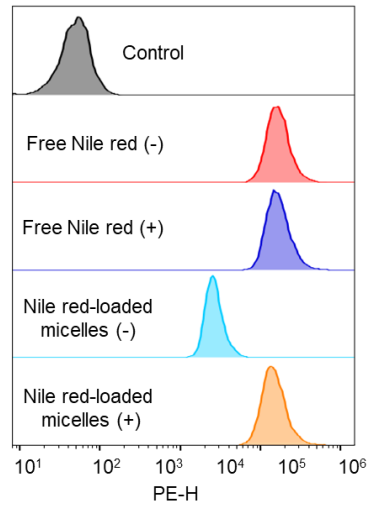 Control
Free Nile red (-)
Free Nile red (+)
Nile red-loaded
micelles (-)
Nile red-loaded
micelles (+)
10¹ 10² 10³ 10⁴ 10⁵ 10⁶
PE-H